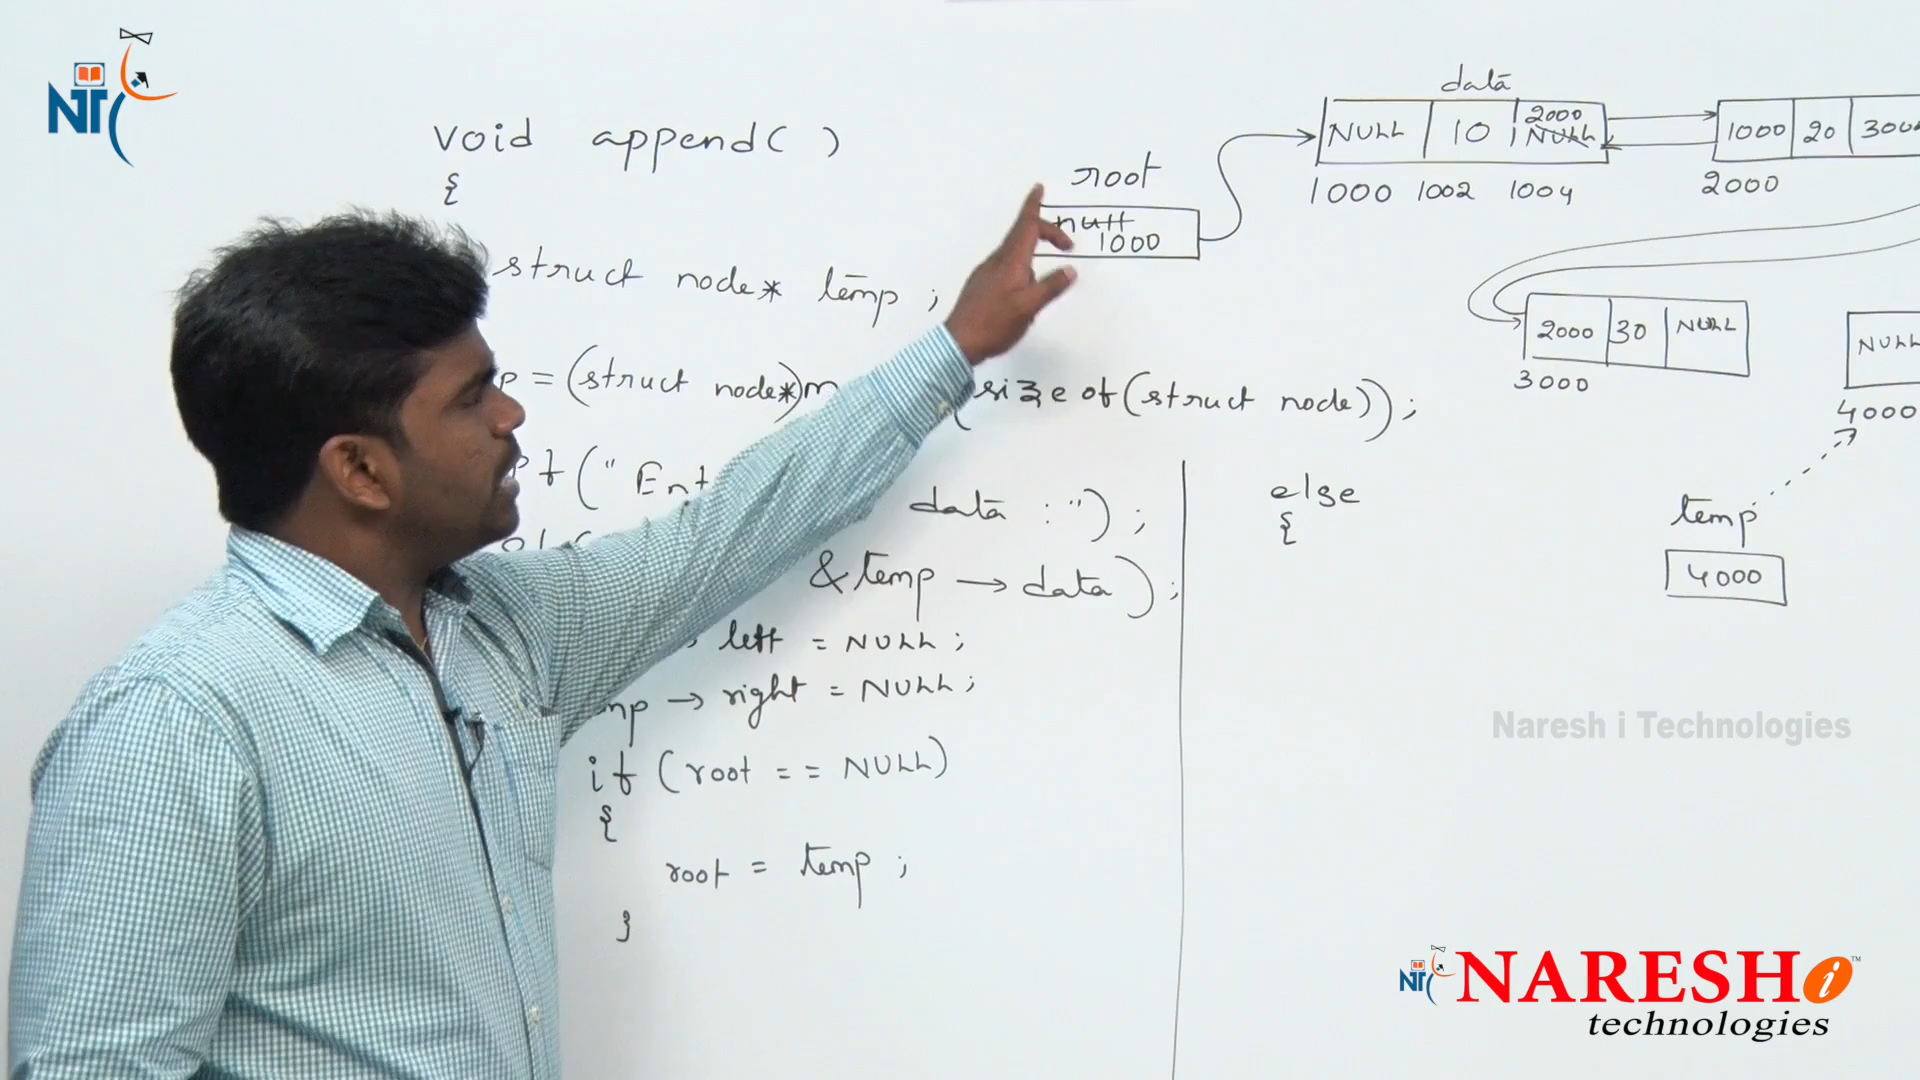 NT
void append( )
{
struct node* temp ;
= (struct node*)
size of (struct node)) ;
data : ") ;
&temp → data ) ;
left = NULL ;
→ right = NULL ;
if (root == NULL)
{
root = temp ;
}
else
{
root
null
1000
data
NULL 10 2000
NULL
1000 1002 1004
1000 20
2000
2000 30 NULL
3000
NULL
4000
temp
4000
Naresh i Technologies
NARESH i ™
technologies